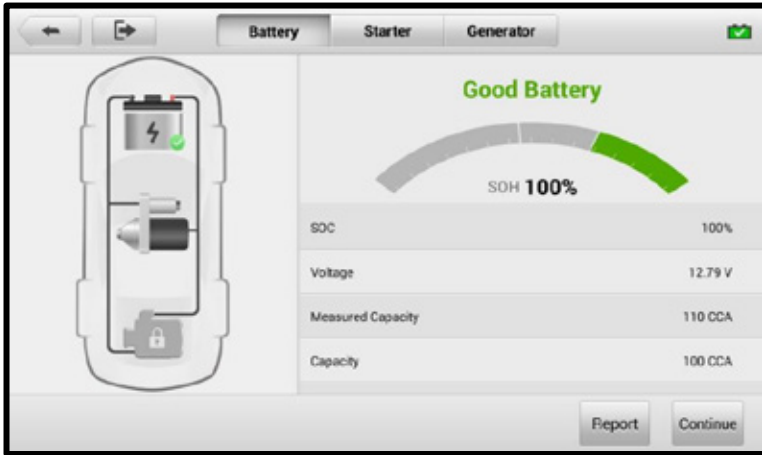 Battery Starter Generator
Good Battery
SOH 100%
SOC 100%
Voltage 12.79 V
Measured Capacity 110 CCA
Capacity 100 CCA
Report Continue